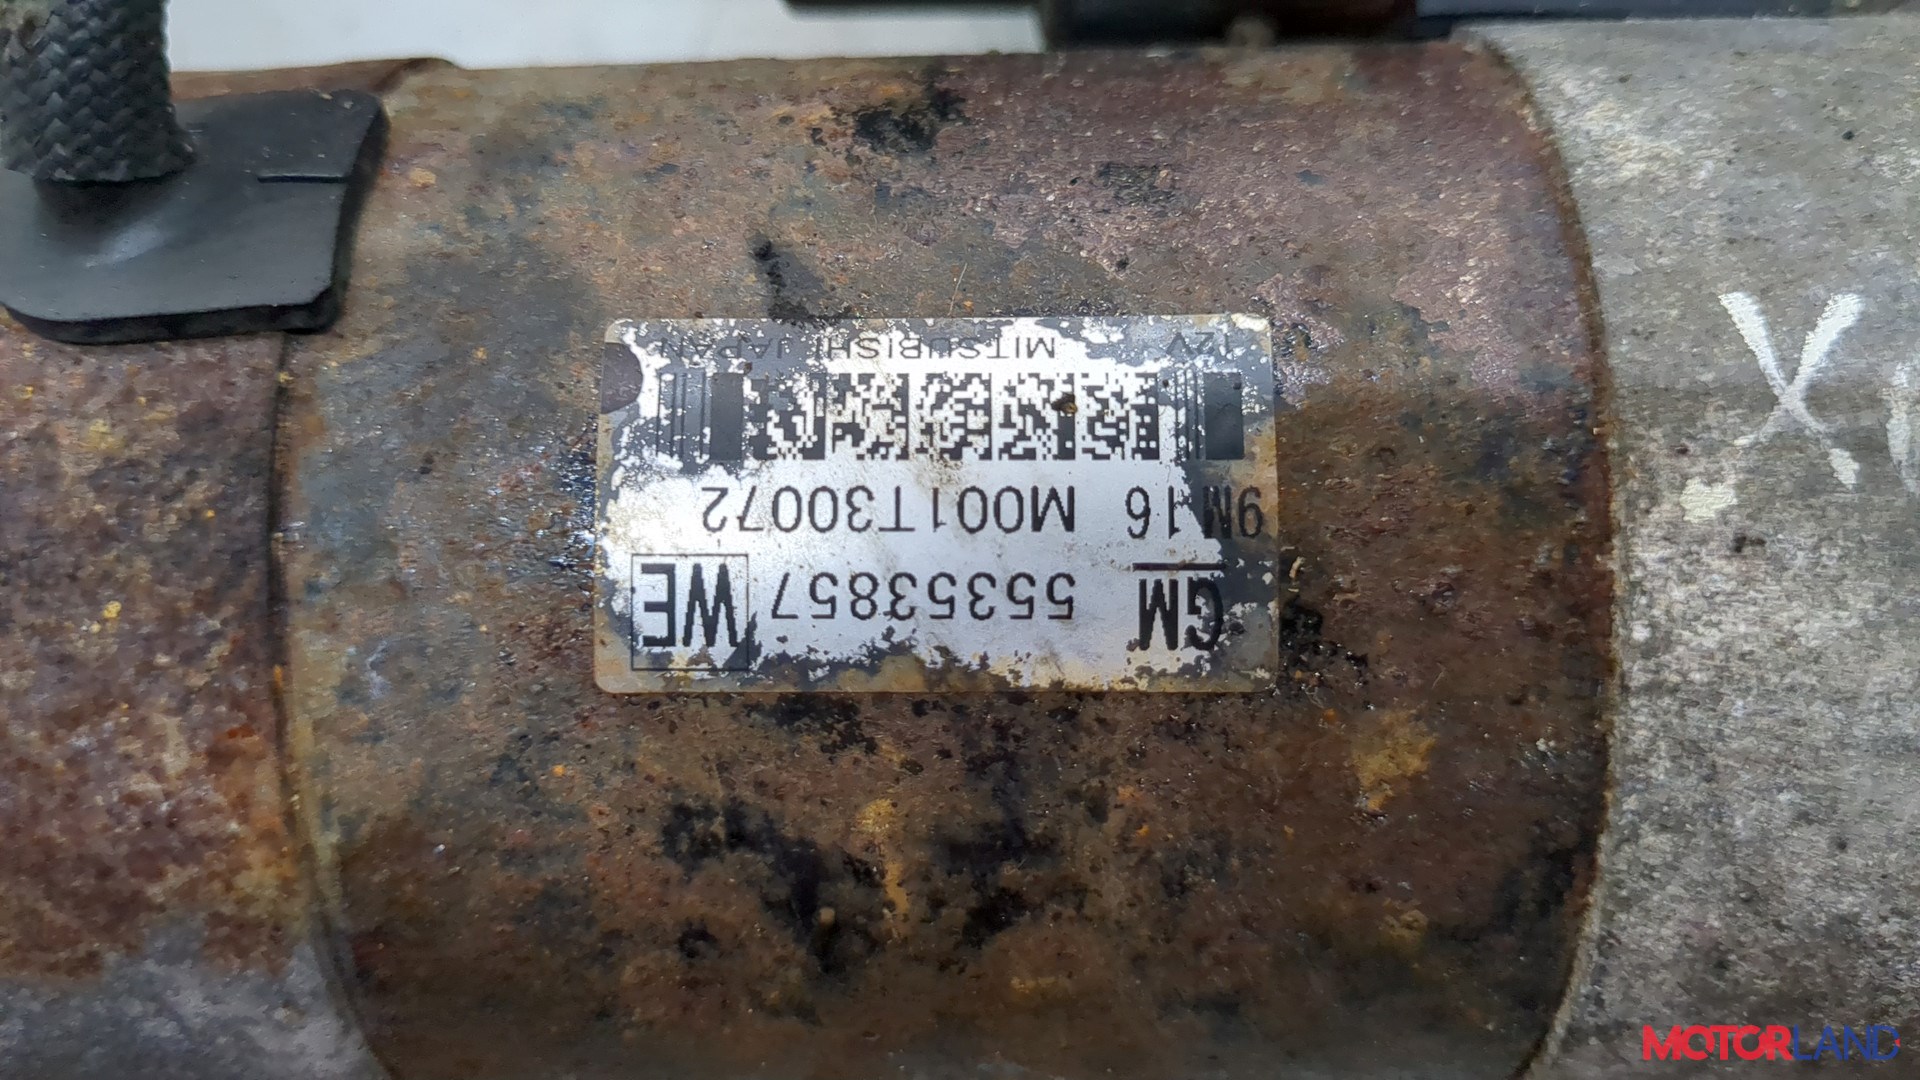 GM 55353857 WE
9M16 M001T30072
12V MITSUBISHI JAPAN
X
MOTORLAND